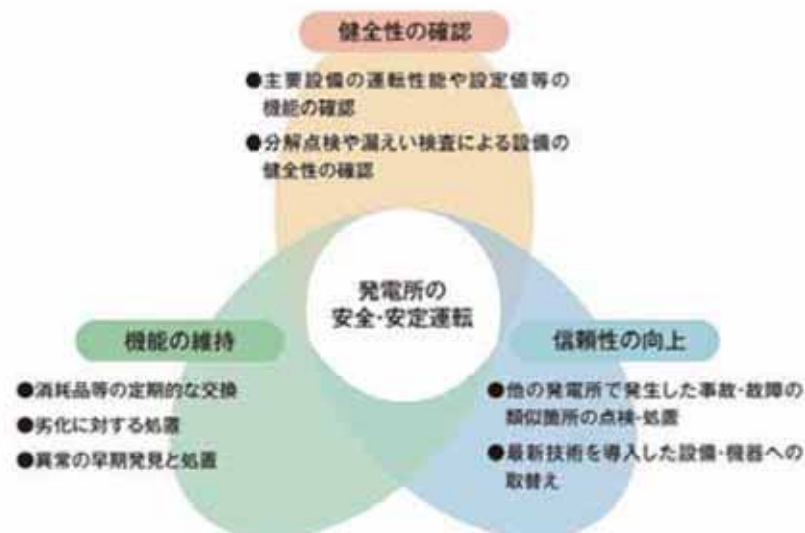 健全性の確認
●主要設備の運転性能や設定値等の
機能の確認
●分解点検や漏えい検査による設備の
健全性の確認
発電所の
安全・安定運転
機能の維持
●消耗品等の定期的な交換
●劣化に対する処置
●異常の早期発見と処置
信頼性の向上
●他の発電所で発生した事故・故障の
類似箇所の点検・処置
●最新技術を導入した設備・機器への
取替え